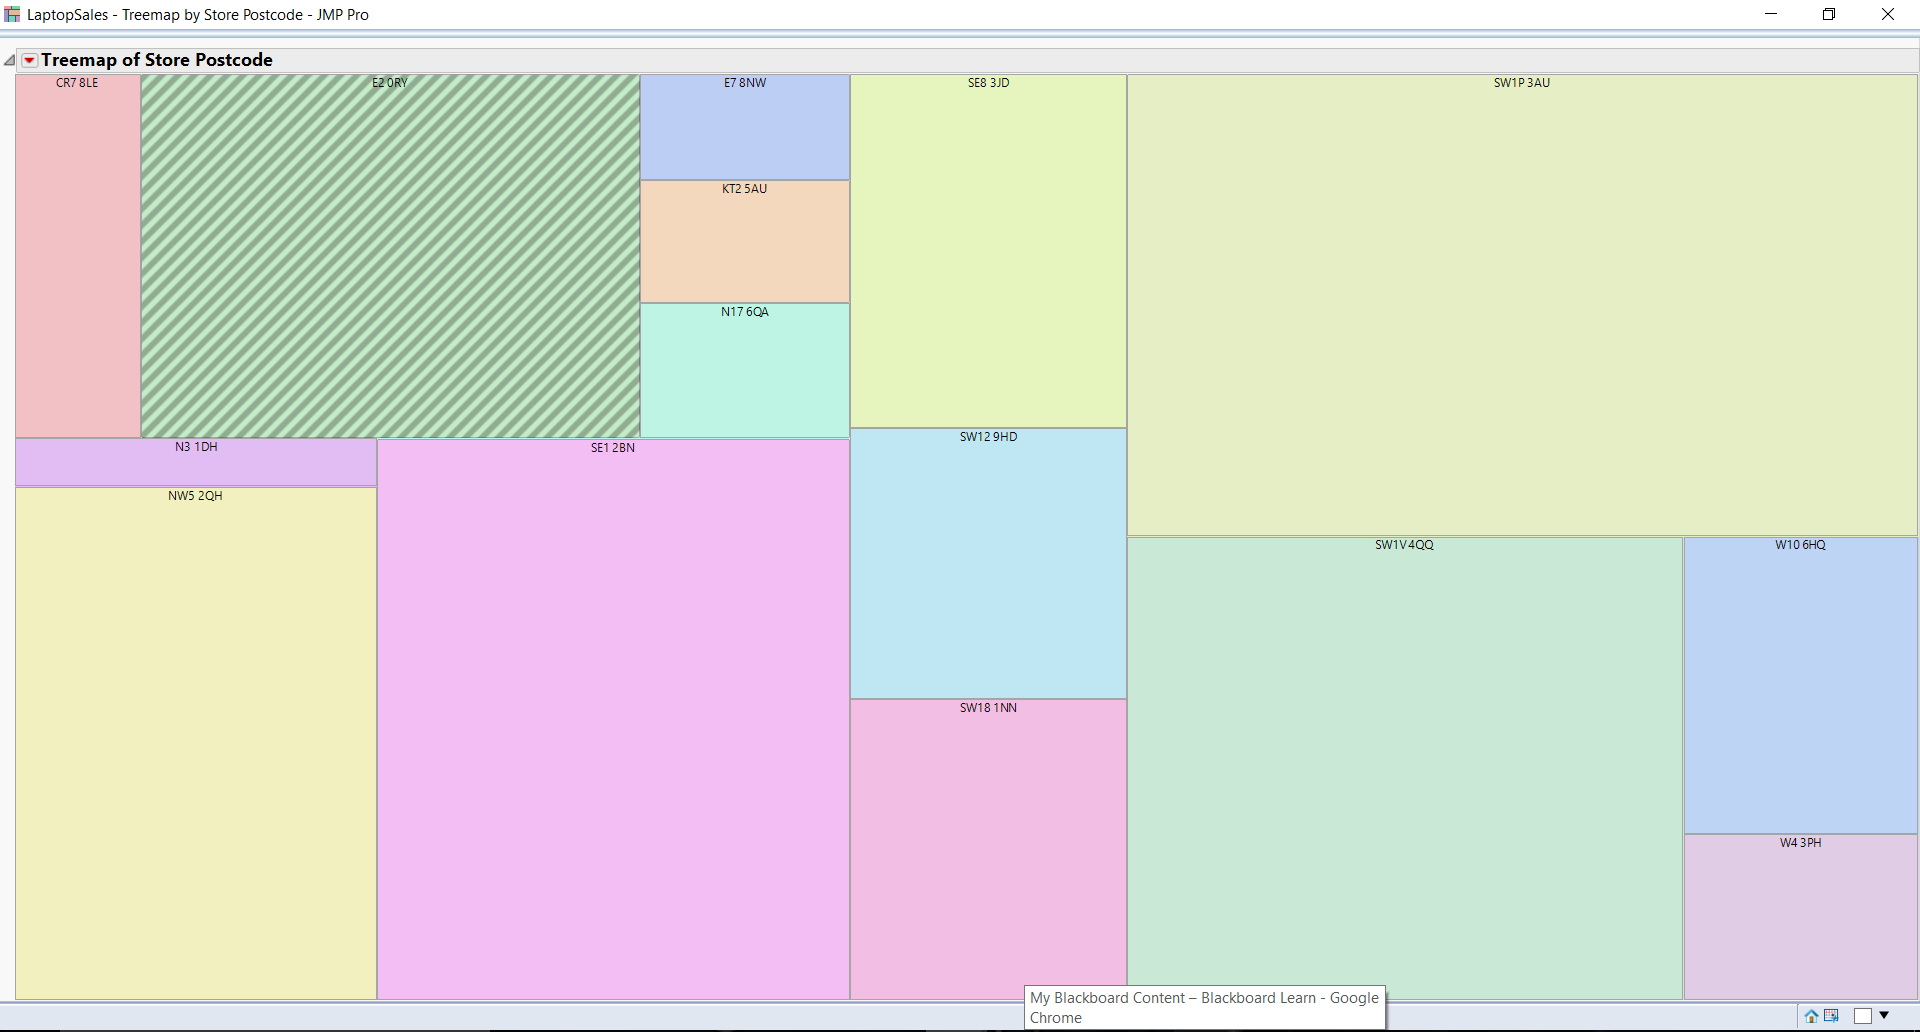 LaptopSales - Treemap by Store Postcode - JMP Pro
Treemap of Store Postcode
CR7 8LE
E2 0RY
E7 8NW
SE8 3JD
SW1P 3AU
KT2 5AU
N17 6QA
SW12 9HD
N3 1DH
SE1 2BN
NW5 2QH
SW1V 4QQ
W10 6HQ
SW18 1NN
W4 3PH
My Blackboard Content – Blackboard Learn - Google
Chrome